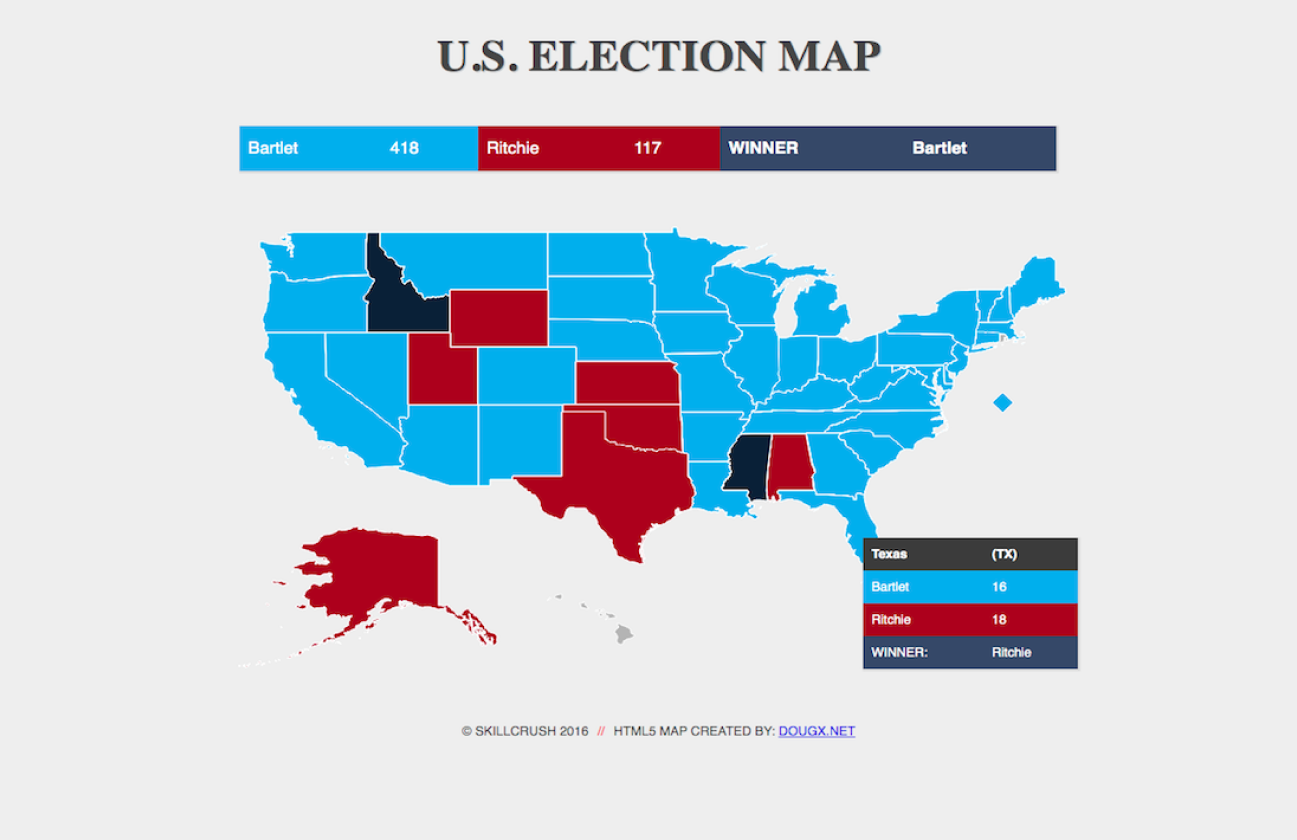 U.S. ELECTION MAP
Bartlet 418 Ritchie 117 WINNER Bartlet
Texas (TX)
Bartlet 16
Ritchie 18
WINNER: Ritchie
© SKILLCRUSH 2016 // HTML5 MAP CREATED BY: DOUGX.NET